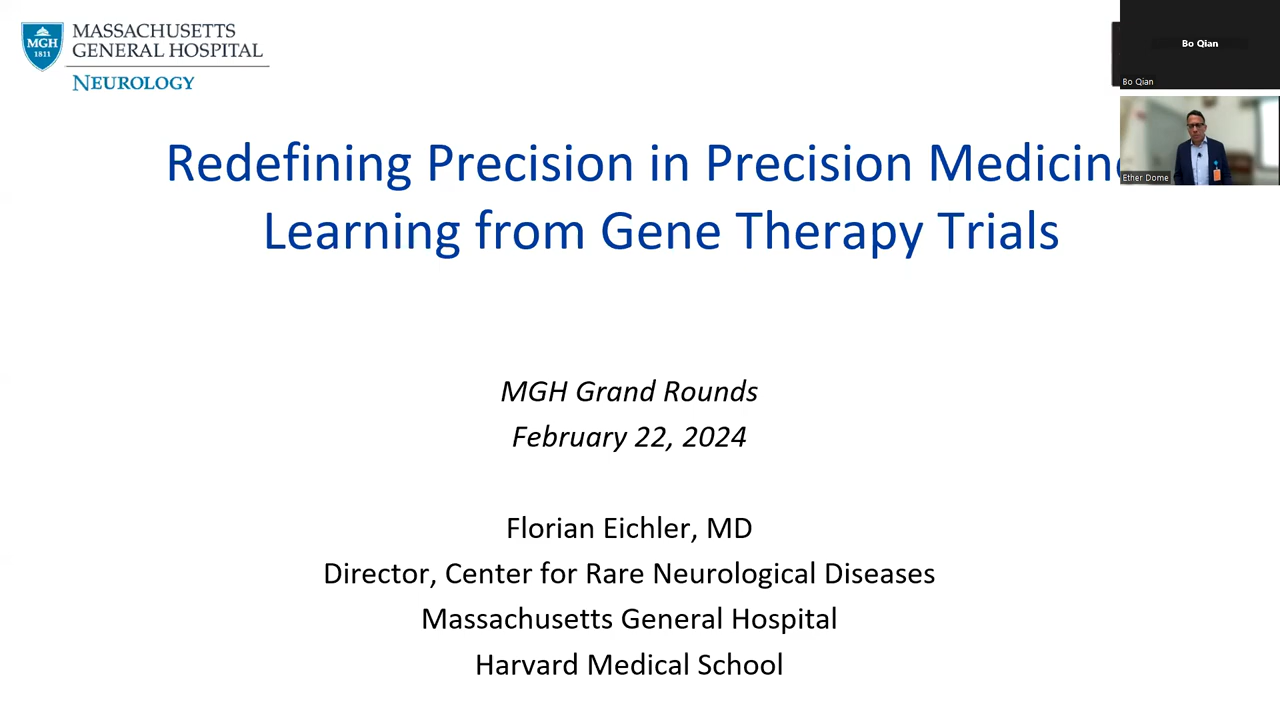 MGH
1811
MASSACHUSETTS
GENERAL HOSPITAL
NEUROLOGY
Bo Qian
Bo Qian
Ether Dome
Redefining Precision in Precision Medicin
Learning from Gene Therapy Trials
MGH Grand Rounds
February 22, 2024
Florian Eichler, MD
Director, Center for Rare Neurological Diseases
Massachusetts General Hospital
Harvard Medical School